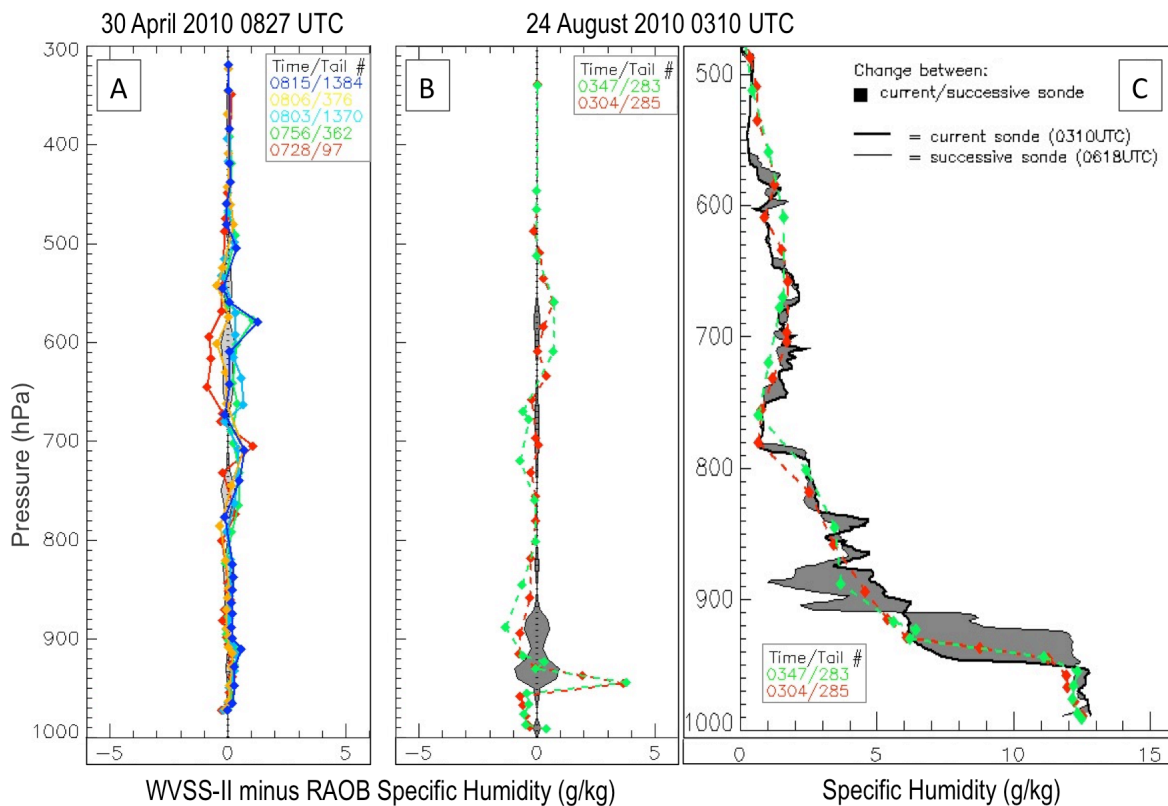 30 April 2010 0827 UTC
24 August 2010 0310 UTC
A
Time/Tail #
0815/1384
0806/376
0803/1370
0756/362
0728/97
B
Time/Tail #
0347/283
0304/285
C
Change between:
■ current/successive sonde
= current sonde (0310UTC)
= successive sonde (0618UTC)
Time/Tail #
0347/283
0304/285
Pressure (hPa)
300
400
500
600
700
800
900
1000
−5
0
5
−5
0
5
500
600
700
800
900
1000
0
5
10
15
WVSS-II minus RAOB Specific Humidity (g/kg)
Specific Humidity (g/kg)